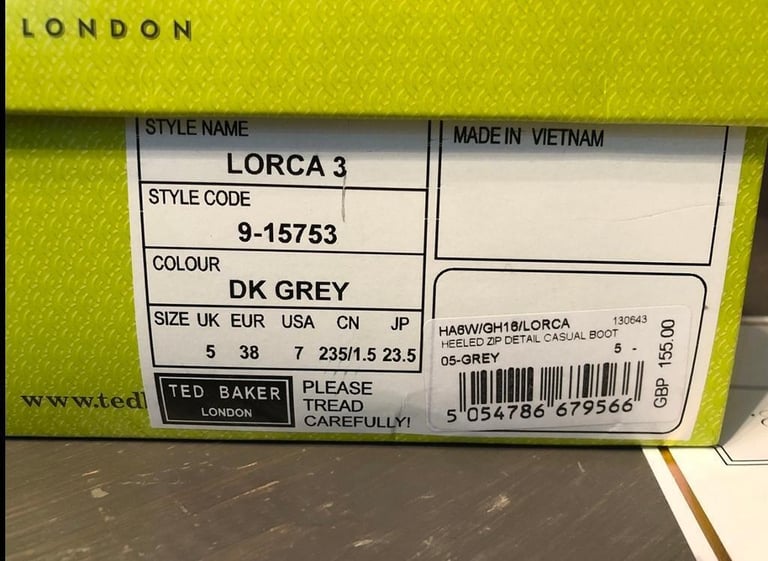 LONDON
STYLE NAME
LORCA 3
STYLE CODE
9-15753
COLOUR
DK GREY
SIZE UK EUR USA CN JP
5 38 7 235/1.5 23.5
TED BAKER
LONDON
PLEASE
TREAD
CAREFULLY!
www.ted
MADE IN VIETNAM
HA6W/GH16/LORCA 130643
HEELED ZIP DETAIL CASUAL BOOT
05-GREY 5 -
5 054786 679566
GBP 155.00